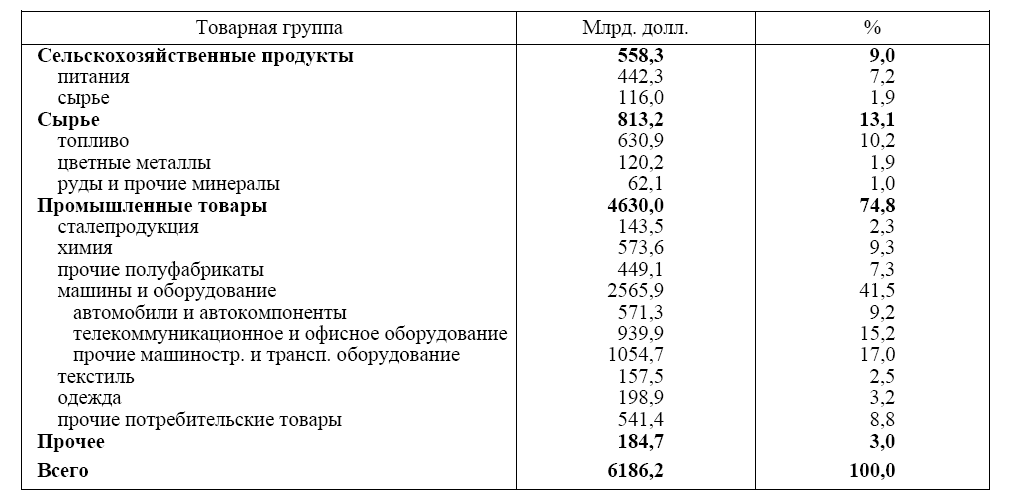 Товарная группа Млрд. долл. %
Сельскохозяйственные продукты 558,3 9,0
питания 442,3 7,2
сырье 116,0 1,9
Сырье 813,2 13,1
топливо 630,9 10,2
цветные металлы 120,2 1,9
руды и прочие минералы 62,1 1,0
Промышленные товары 4630,0 74,8
сталепродукция 143,5 2,3
химия 573,6 9,3
прочие полуфабрикаты 449,1 7,3
машины и оборудование 2565,9 41,5
автомобили и автокомпоненты 571,3 9,2
телекоммуникационное и офисное оборудование 939,9 15,2
прочие машиностр. и трансп. оборудование 1054,7 17,0
текстиль 157,5 2,5
одежда 198,9 3,2
прочие потребительские товары 541,4 8,8
Прочее 184,7 3,0
Всего 6186,2 100,0